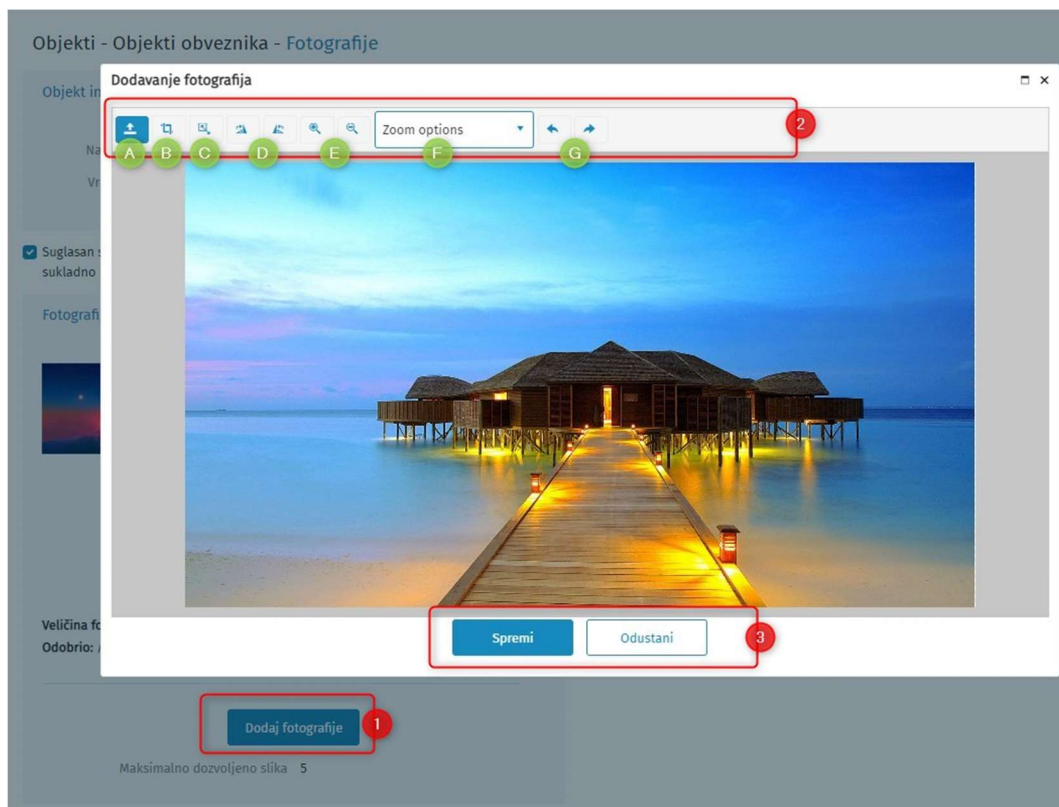 Objekti - Objekti obveznika - Fotografije
Dodavanje fotografija
Objekt in
2
Zoom options
A B C D E F G
Na
Vr
Suglasan s
sukladno
Fotografi
Veličina fo
Spremi Odustani 3
Odobrio:
Dodaj fotografije 1
Maksimalno dozvoljeno slika 5